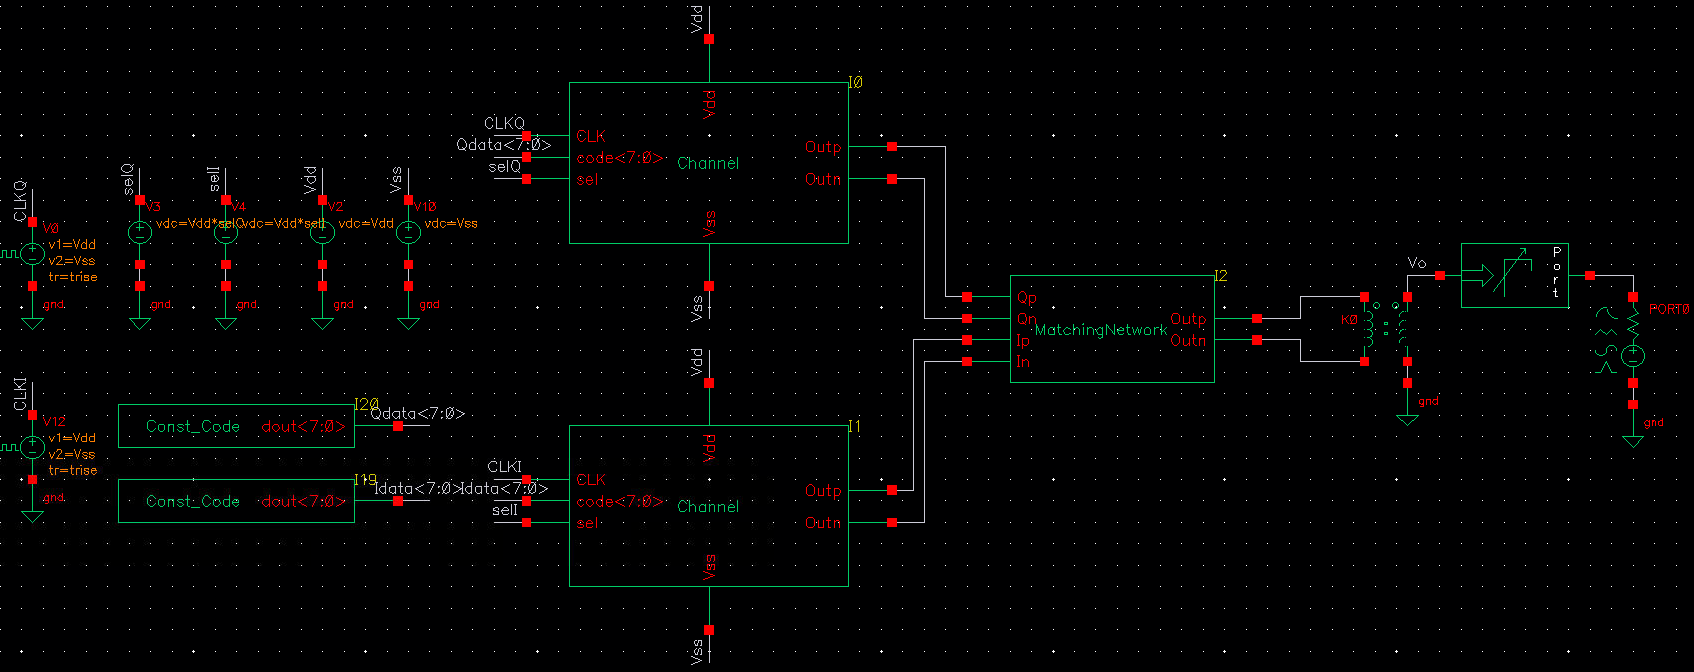 Vdd
I0
Vdd
CLKQ
CLK
Qdata<7:0>
code<7:0>
Channel
selQ
sel
Outp
Outn
Vss
Vss
CLKQ
V0
v1=Vdd
v2=Vss
tr=trise
gnd
selQ
V3
vdc=Vdd*selQ
gnd
selI
V4
vdc=Vdd*selI
gnd
Vdd
V2
vdc=Vdd
gnd
Vss
V10
vdc=Vss
gnd
I2
Qp
Qn
Ip
In
MatchingNetwork
Outp
Outn
K0
Vo
gnd
Port
PORT0
gnd
CLKI
V12
v1=Vdd
v2=Vss
tr=trise
gnd
I20
Const_Code
dout<7:0>
Qdata<7:0>
I19
Const_Code
dout<7:0>
Idata<7:0>
Vdd
I1
Vdd
CLKI
CLK
Idata<7:0>
code<7:0>
Channel
selI
sel
Outp
Outn
Vss
Vss